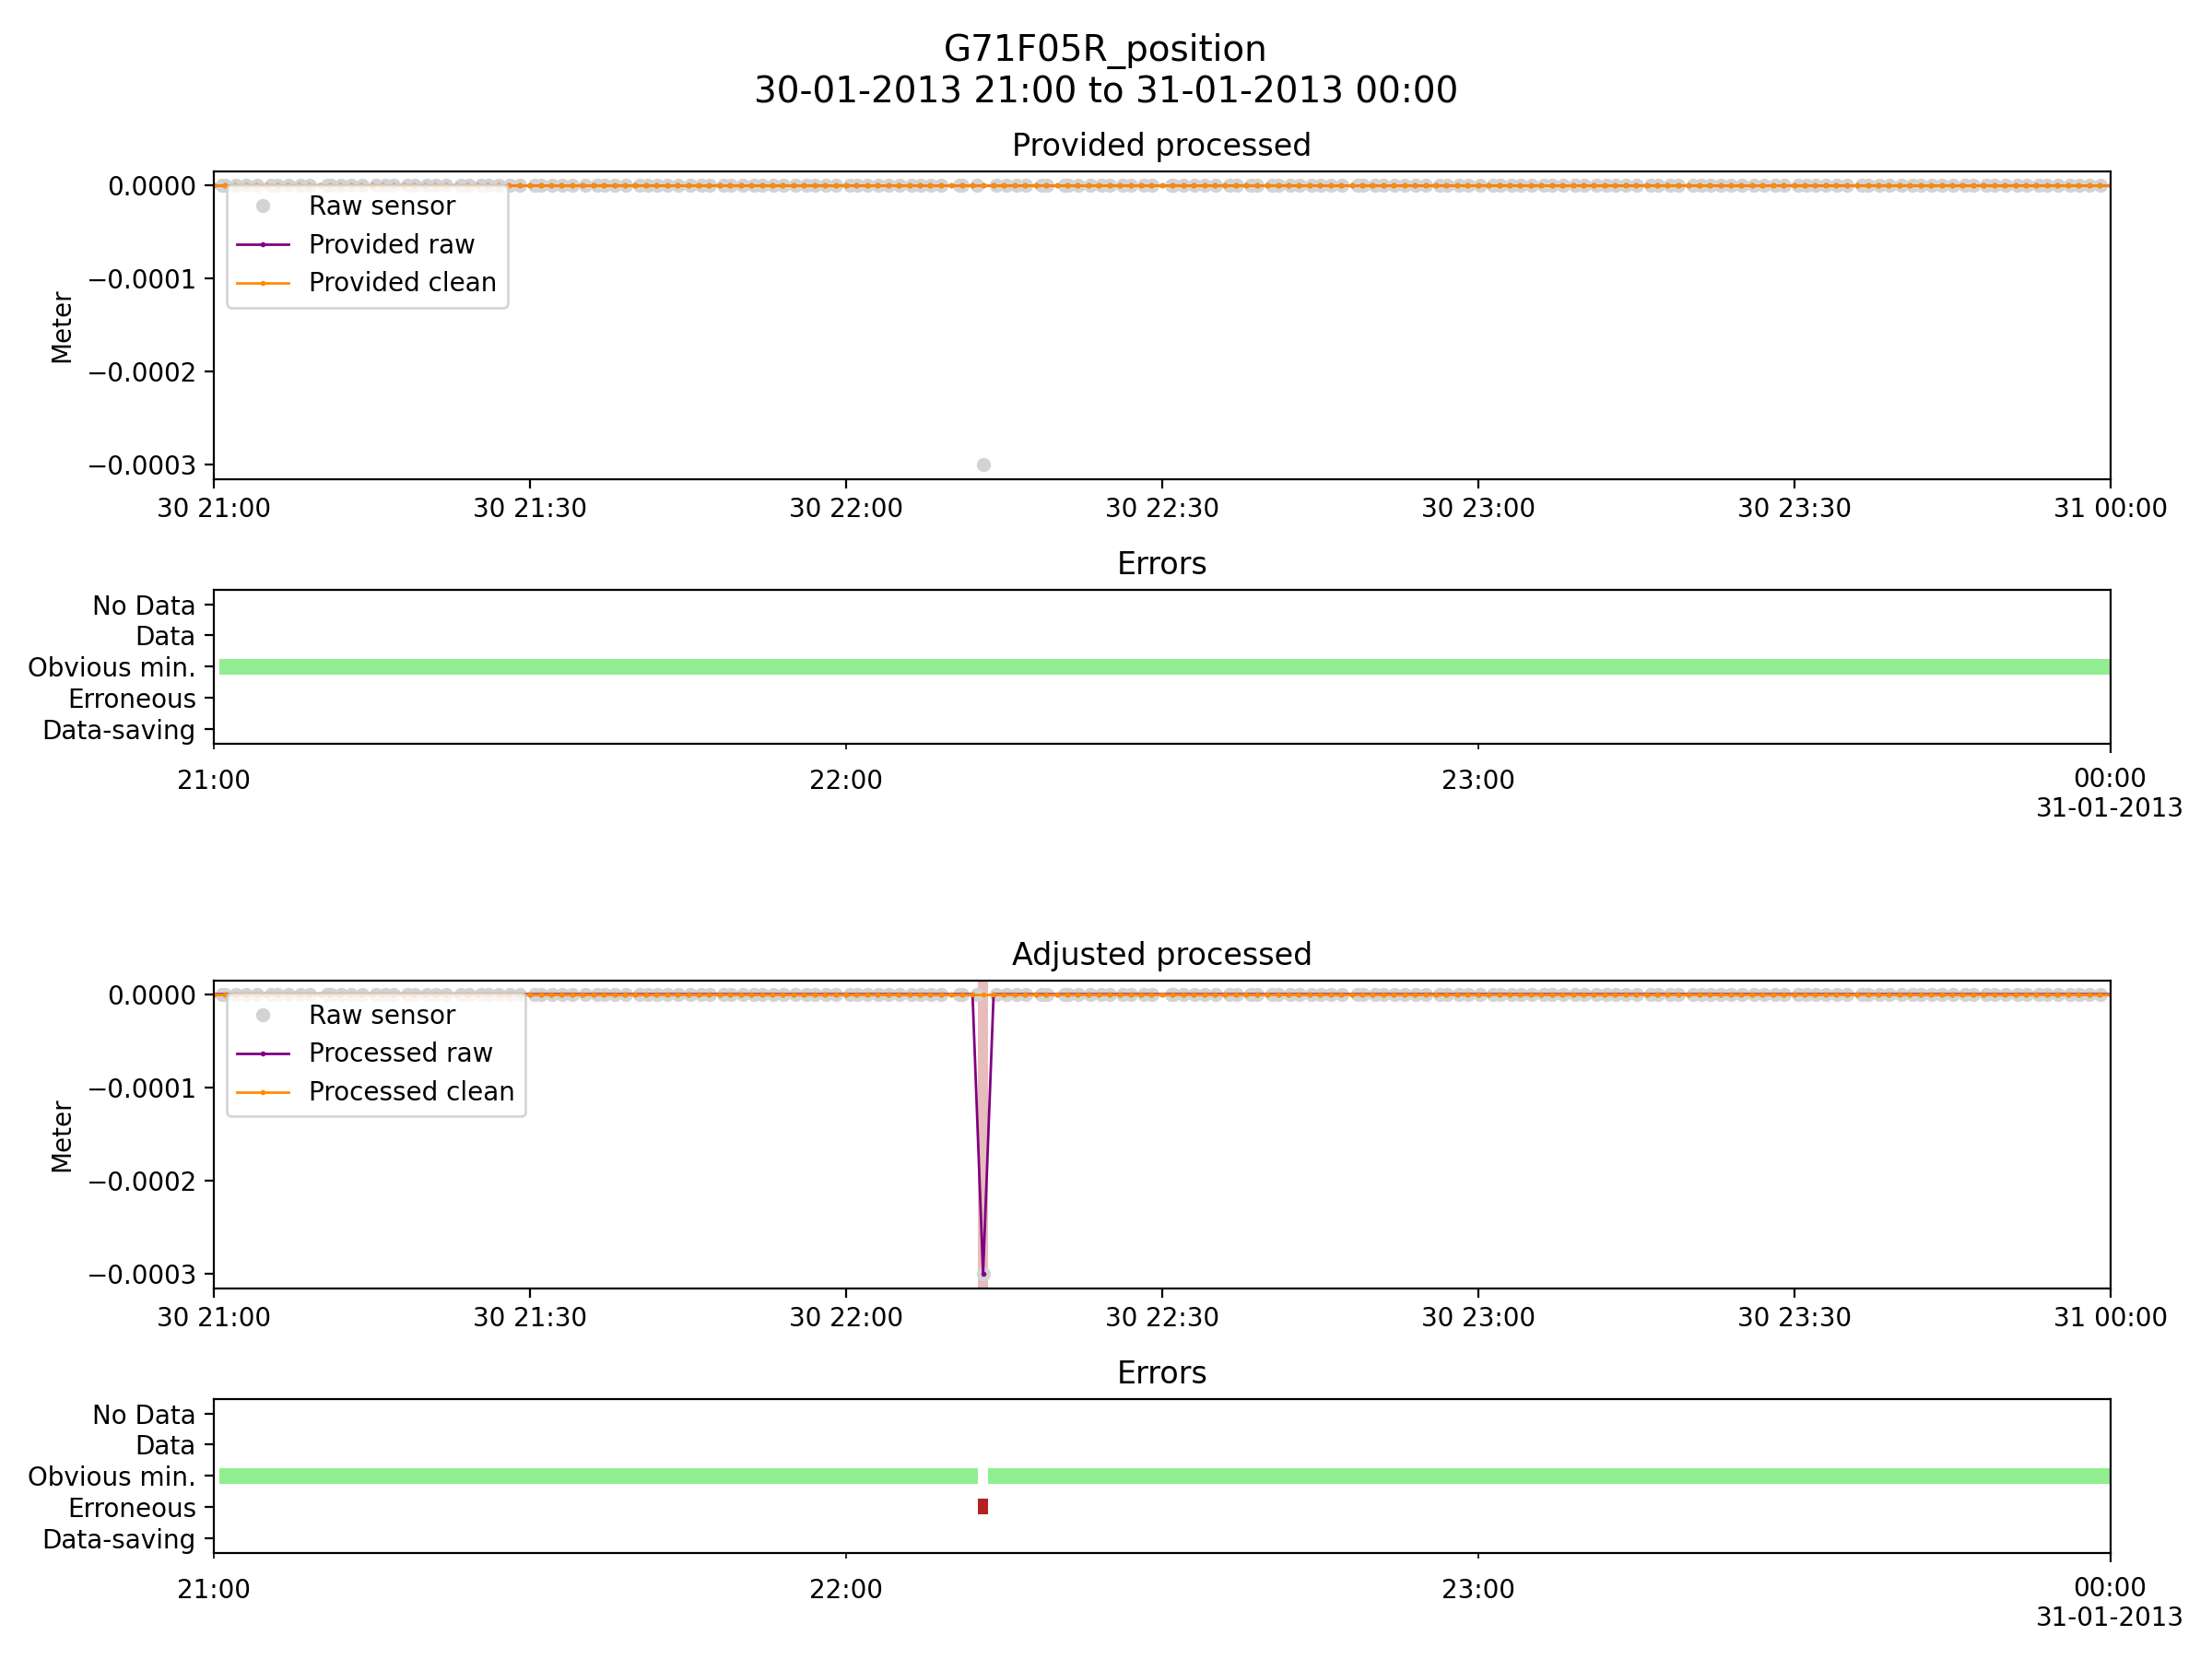 G71F05R_position
30-01-2013 21:00 to 31-01-2013 00:00
Provided processed
0.0000
−0.0001
−0.0002
−0.0003
Meter
Raw sensor
Provided raw
Provided clean
30 21:00 30 21:30 30 22:00 30 22:30 30 23:00 30 23:30 31 00:00
Errors
No Data
Data
Obvious min.
Erroneous
Data-saving
21:00 22:00 23:00 00:00
31-01-2013
Adjusted processed
0.0000
−0.0001
−0.0002
−0.0003
Meter
Raw sensor
Processed raw
Processed clean
30 21:00 30 21:30 30 22:00 30 22:30 30 23:00 30 23:30 31 00:00
Errors
No Data
Data
Obvious min.
Erroneous
Data-saving
21:00 22:00 23:00 00:00
31-01-2013